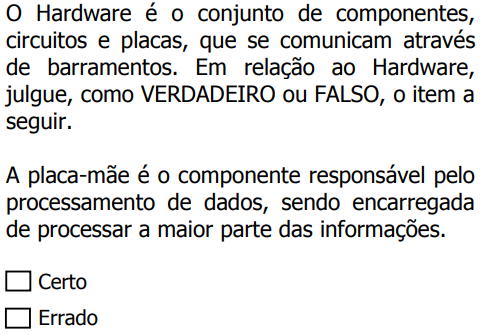 O Hardware é o conjunto de componentes,
circuitos e placas, que se comunicam através
de barramentos. Em relação ao Hardware,
julgue, como VERDADEIRO ou FALSO, o item a
seguir.
A placa-mãe é o componente responsável pelo
processamento de dados, sendo encarregada
de processar a maior parte das informações.
Certo
Errado